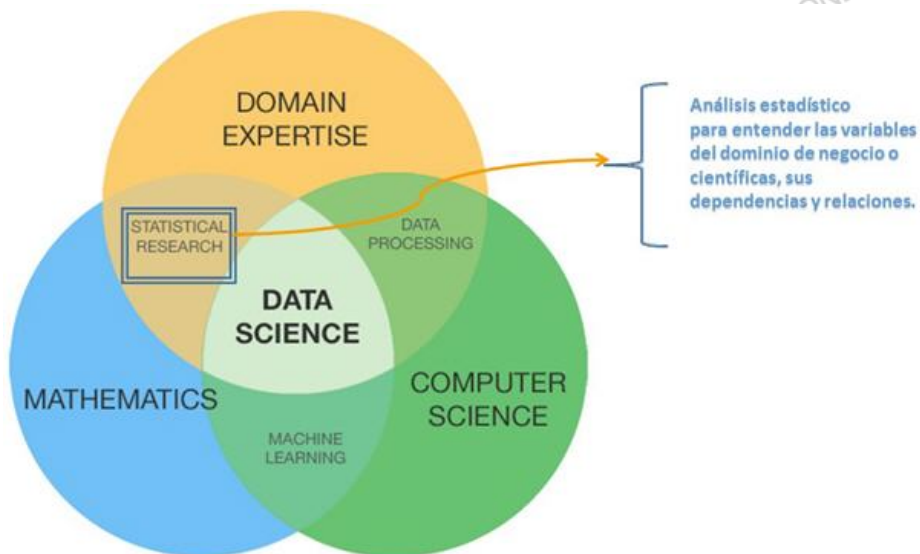 DOMAIN
EXPERTISE
Análisis estadístico
para entender las variables
del dominio de negocio o
científicas, sus
dependencias y relaciones.
STATISTICAL
RESEARCH
DATA
PROCESSING
DATA
SCIENCE
MATHEMATICS
COMPUTER
SCIENCE
MACHINE
LEARNING